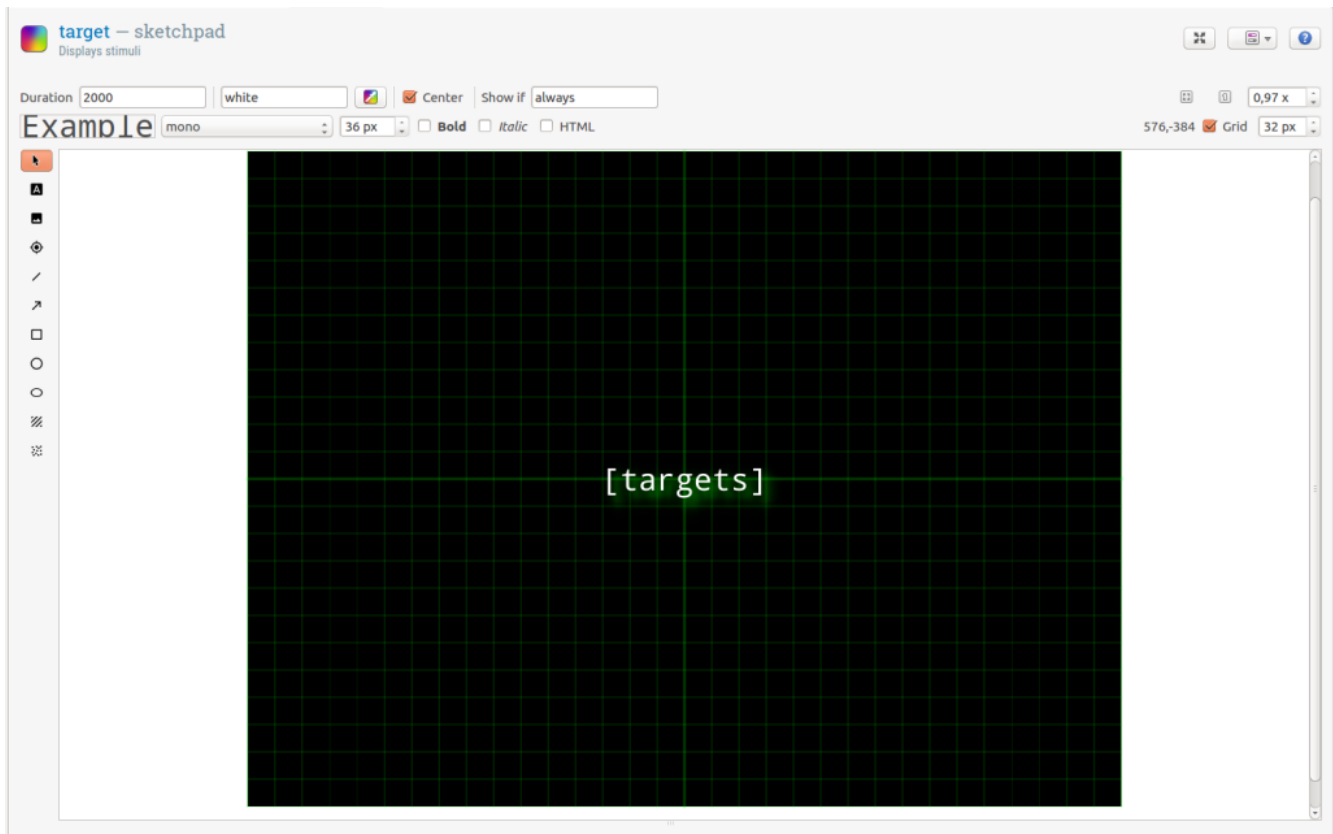 target — sketchpad
Displays stimuli
Duration 2000 white Center Show if always 0,97 x
Example mono 36 px Bold Italic HTML 576,-384 Grid 32 px
A
[targets]